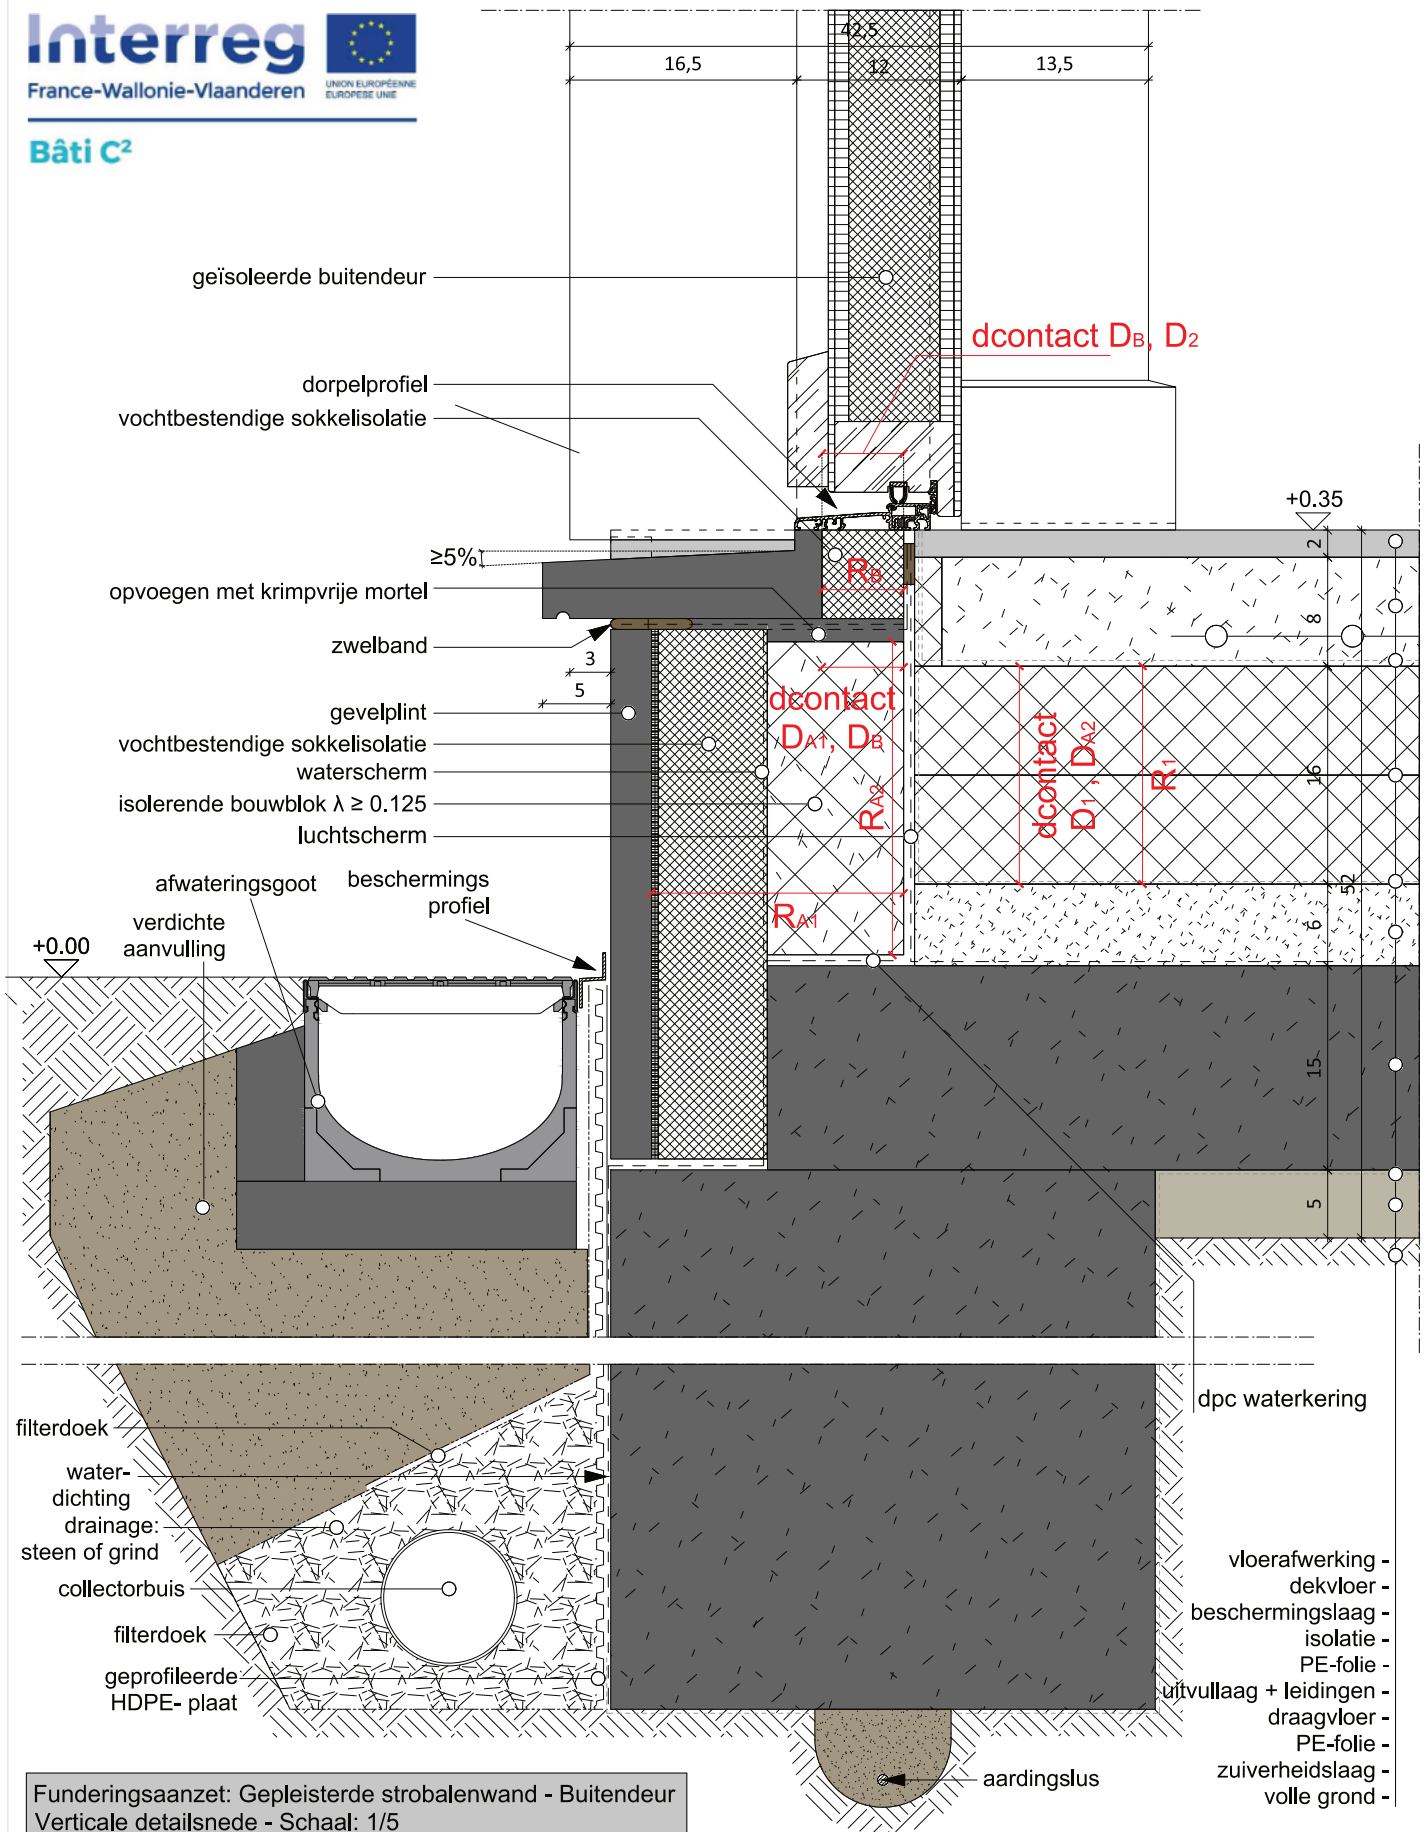 Interreg
France-Wallonie-Vlaanderen
UNION EUROPÉENNE
EUROPESE UNIE
Bâti C²
42,5
16,5
12
13,5
geïsoleerde buitendeur
dcontact DB, D2
dorpelprofiel
vochtbestendige sokkelisolatie
+0.35
≥5%
2
RB
opvoegen met krimpvrije mortel
8
zwelband
3
5
gevelplint
vochtbestendige sokkelisolatie
waterscherm
isolerende bouwblok λ ≥ 0.125
luchtscherm
dcontact
DA1, DB
RA2
RA1
dcontact
D1 , DA2
R1
16
52
6
15
5
afwateringsgoot
beschermings
profiel
verdichte
aanvulling
+0.00
dpc waterkering
filterdoek
water-
dichting
drainage:
steen of grind
collectorbuis
filterdoek
geprofileerde
HDPE- plaat
vloerafwerking -
dekvloer -
beschermingslaag -
isolatie -
PE-folie -
uitvullaag + leidingen -
draagvloer -
PE-folie -
zuiverheidslaag -
volle grond -
aardingslus
Funderingsaanzet: Gepleisterde strobalenwand - Buitendeur
Verticale detailsnede - Schaal: 1/5